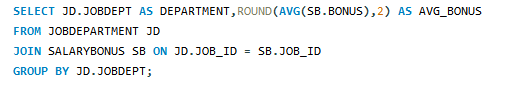 SELECT JD.JOBDEPT AS DEPARTMENT,ROUND(AVG(SB.BONUS),2) AS AVG_BONUS
FROM JOBDEPARTMENT JD
JOIN SALARYBONUS SB ON JD.JOB_ID = SB.JOB_ID
GROUP BY JD.JOBDEPT;